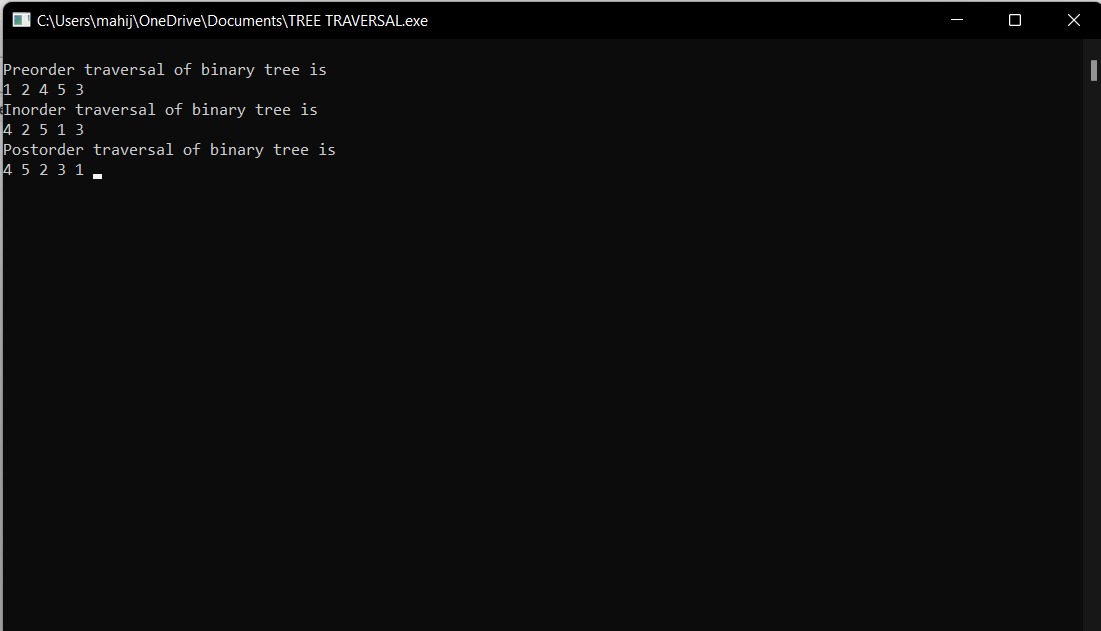 C:\Users\mahij\OneDrive\Documents\TREE TRAVERSAL.exe
Preorder traversal of binary tree is
1 2 4 5 3
Inorder traversal of binary tree is
4 2 5 1 3
Postorder traversal of binary tree is
4 5 2 3 1